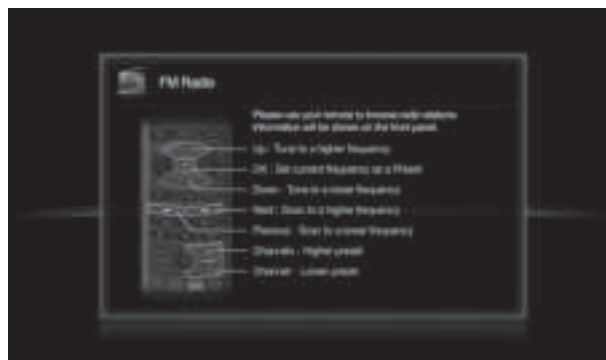 FM Radio
Please use your remote to browse radio stations
Information will be shown on the front panel.
Up : Tune to a higher frequency
OK : Set current frequency as a Preset
Down : Tune to a lower frequency
Next : Scan to a higher frequency
Previous : Scan to a lower frequency
Channel+ : Higher preset
Channel- : Lower preset